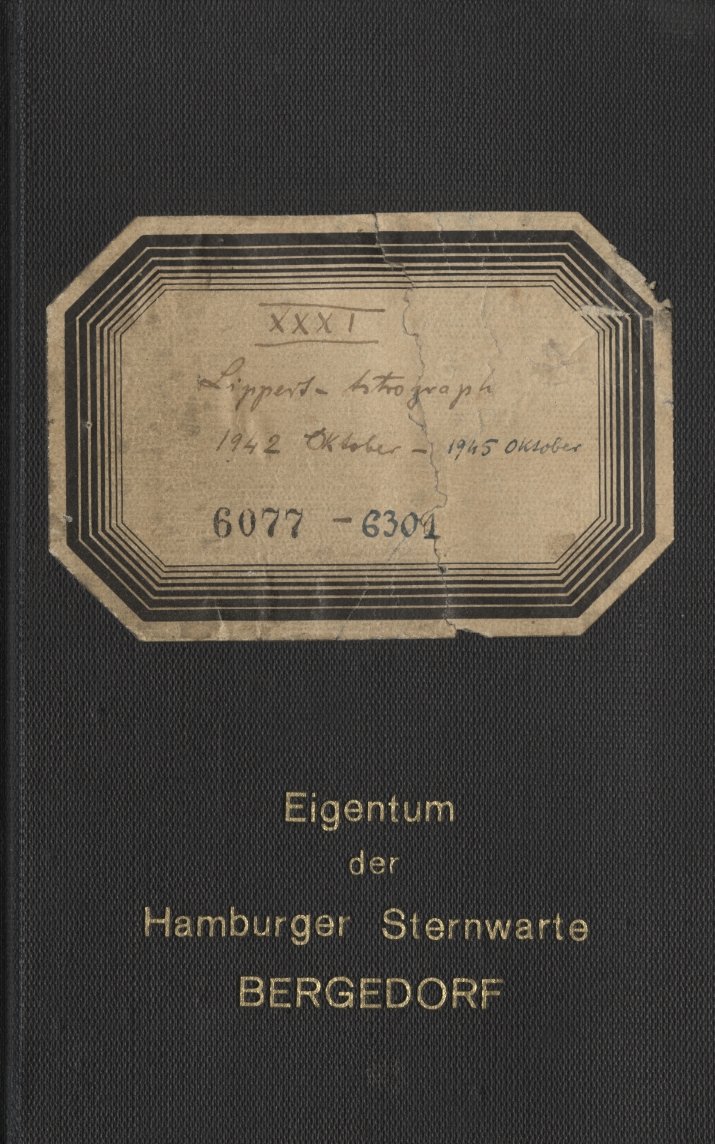 XXXI
Lippert-Astrograph
1942 Oktober - 1945 Oktober
6077 - 6301
Eigentum
der
Hamburger Sternwarte
BERGEDORF